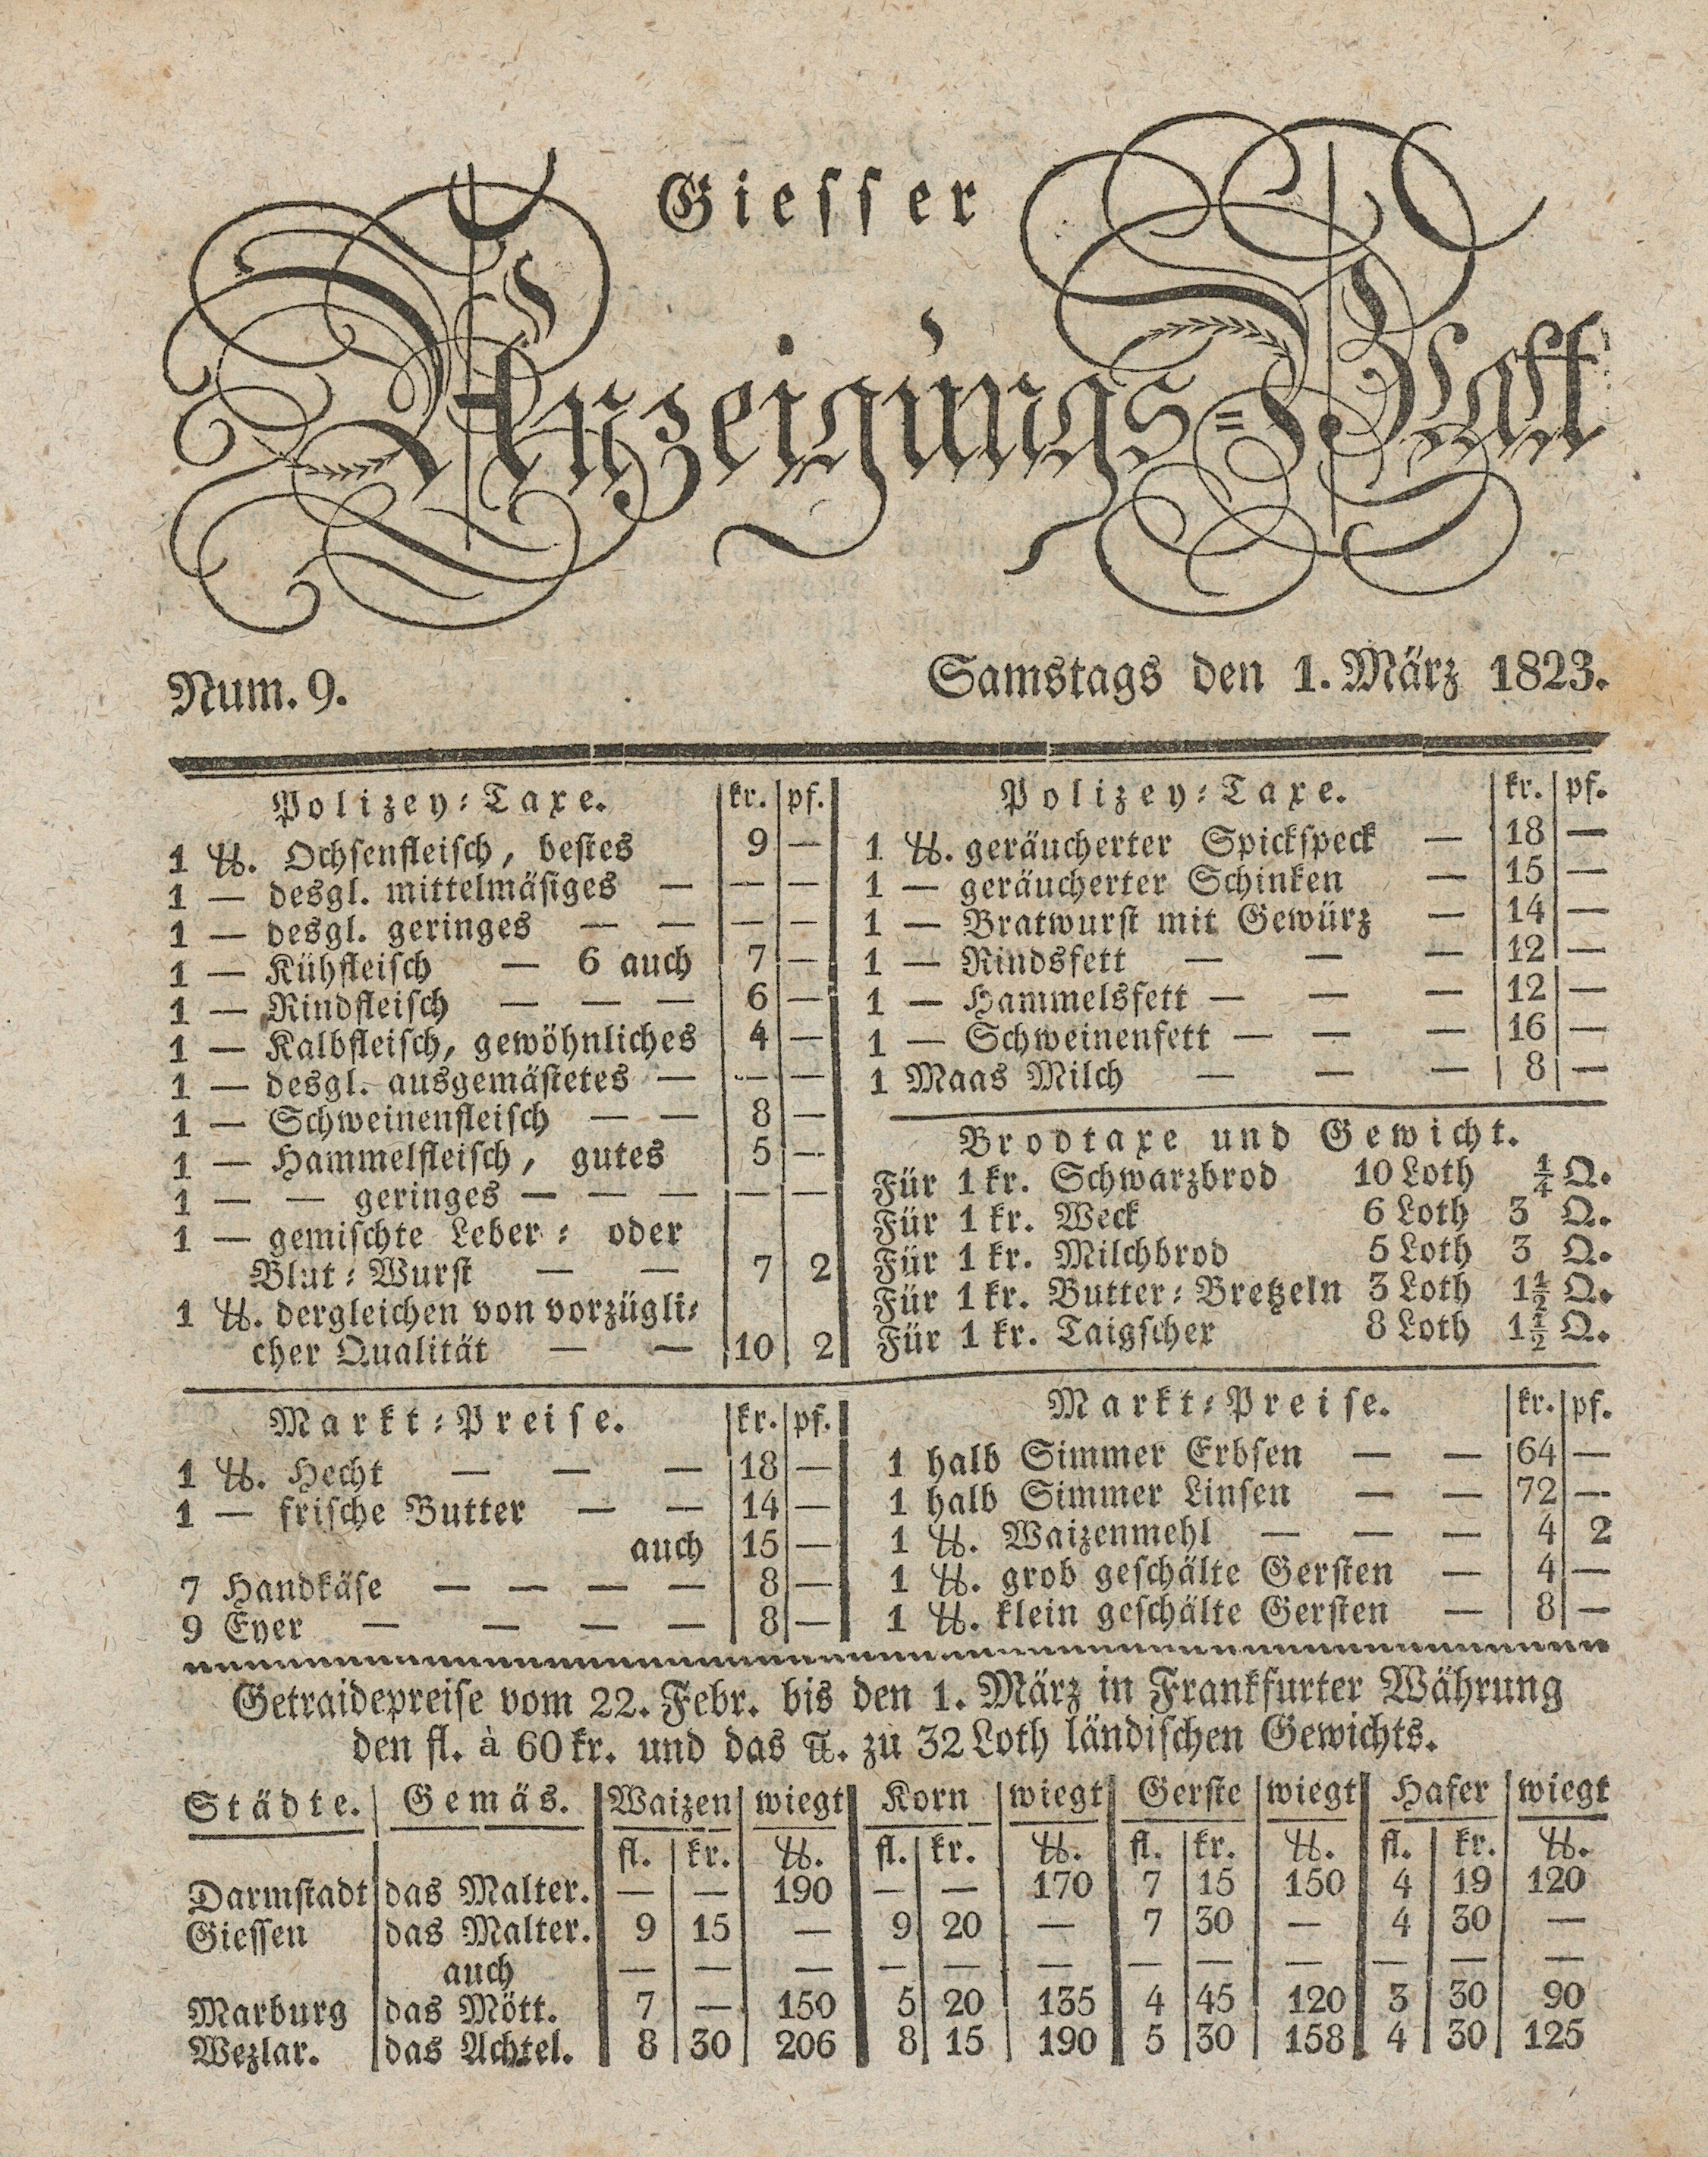 Giesser
Anzeigungs-Blatt
Num. 9.
Samstags den 1. März 1823.
Polizey-Taxe. kr. pf.
1 ℔. Ochsenfleisch, bestes 9 —
1 — desgl. mittelmäsiges — — —
1 — desgl. geringes — — — —
1 — Kühfleisch — 6 auch 7 —
1 — Rindfleisch — — — 6 —
1 — Kalbfleisch, gewöhnliches 4 —
1 — desgl. ausgemästetes — — —
1 — Schweinenfleisch — — 8 —
1 — Hammelfleisch, gutes 5 —
1 — — geringes — — — — —
1 — gemischte Leber- oder
Blut-Wurst — — 7 2
1 ℔. dergleichen von vorzügli-
cher Qualität — — 10 2
Polizey-Taxe. kr. pf.
1 ℔. geräucherter Spickspeck — 18 —
1 — geräucherter Schinken — 15 —
1 — Bratwurst mit Gewürz — 14 —
1 — Rindsfett — — — 12 —
1 — Hammelsfett — — — 12 —
1 — Schweinenfett — — — 16 —
1 Maas Milch — — — 8 —
Brodtaxe und Gewicht.
Für 1 kr. Schwarzbrod 10 Loth ¼ Q.
Für 1 kr. Weck 6 Loth 3 Q.
Für 1 kr. Milchbrod 5 Loth 3 Q.
Für 1 kr. Butter-Bretzeln 3 Loth 1½ Q.
Für 1 kr. Taigscher 8 Loth 1½ Q.
Markt-Preise. kr. pf.
1 ℔. Hecht — — — 18 —
1 — frische Butter — — 14 —
auch 15 —
7 Handkäse — — — — 8 —
9 Eyer — — — — 8 —
Markt-Preise. kr. pf.
1 halb Simmer Erbsen — — 64 —
1 halb Simmer Linsen — — 72 —
1 ℔. Waizenmehl — — — 4 2
1 ℔. grob geschälte Gersten — 4 —
1 ℔. klein geschälte Gersten — 8 —
Getraidepreise vom 22. Febr. bis den 1. März in Frankfurter Währung
den fl. à 60 kr. und das ℔. zu 32 Loth ländischen Gewichts.
Städte. Gemäs. Waizen wiegt Korn wiegt Gerste wiegt Hafer wiegt
fl. kr. ℔. fl. kr. ℔. fl. kr. ℔. fl. kr. ℔.
Darmstadt das Malter. — — 190 — — 170 7 15 150 4 19 120
Giessen das Malter. 9 15 — 9 20 — 7 30 — 4 30 —
auch — — — — — — — — — — — —
Marburg das Mött. 7 — 150 5 20 135 4 45 120 3 30 90
Wezlar. das Achtel. 8 30 206 8 15 190 5 30 158 4 30 125